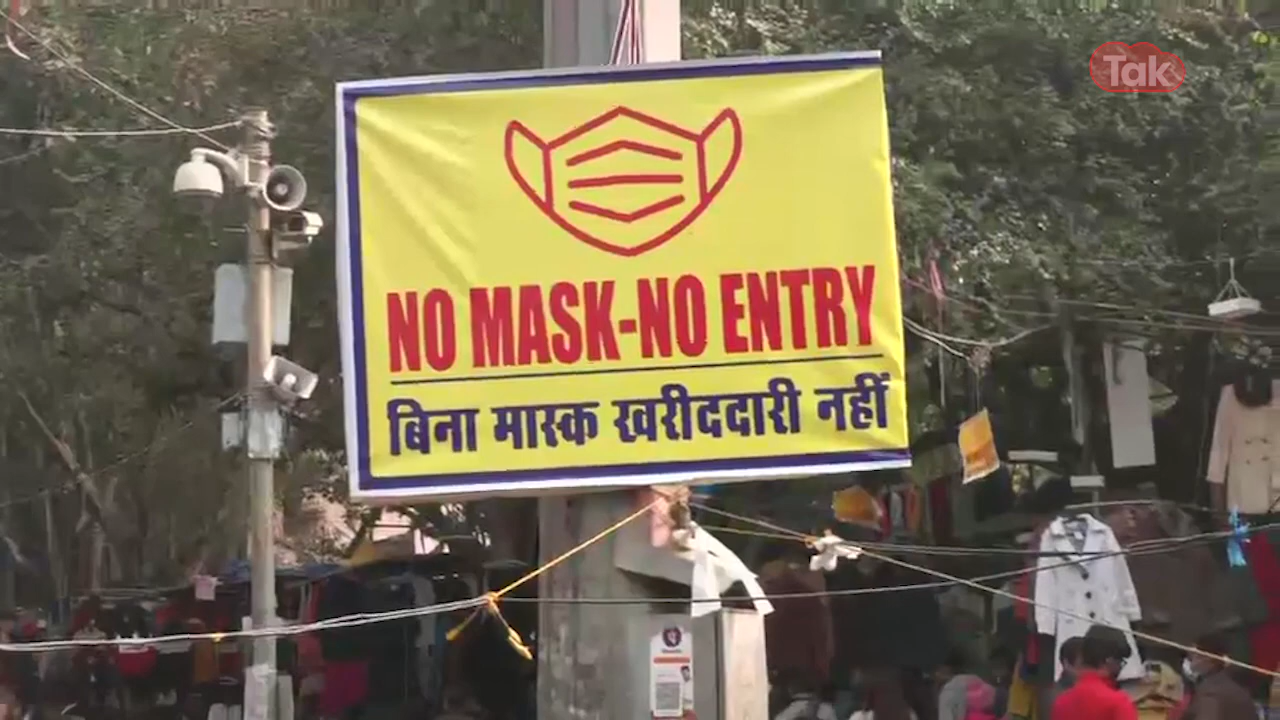 Tak
NO MASK-NO ENTRY
बिना मास्क खरीददारी नहीं